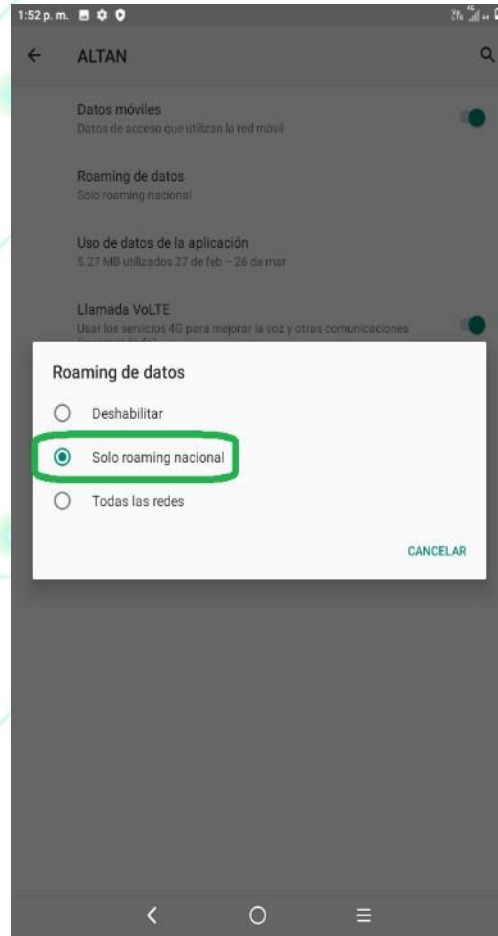 1:52 p. m.
ALTAN
Datos móviles
Datos de acceso que utilizan la red móvil
Roaming de datos
Solo roaming nacional
Uso de datos de la aplicación
5.27 MB utilizados 27 de feb – 26 de mar
Llamada VoLTE
Usar los servicios 4G para mejorar la voz y otras comunicaciones
Roaming de datos
Deshabilitar
Solo roaming nacional
Todas las redes
CANCELAR